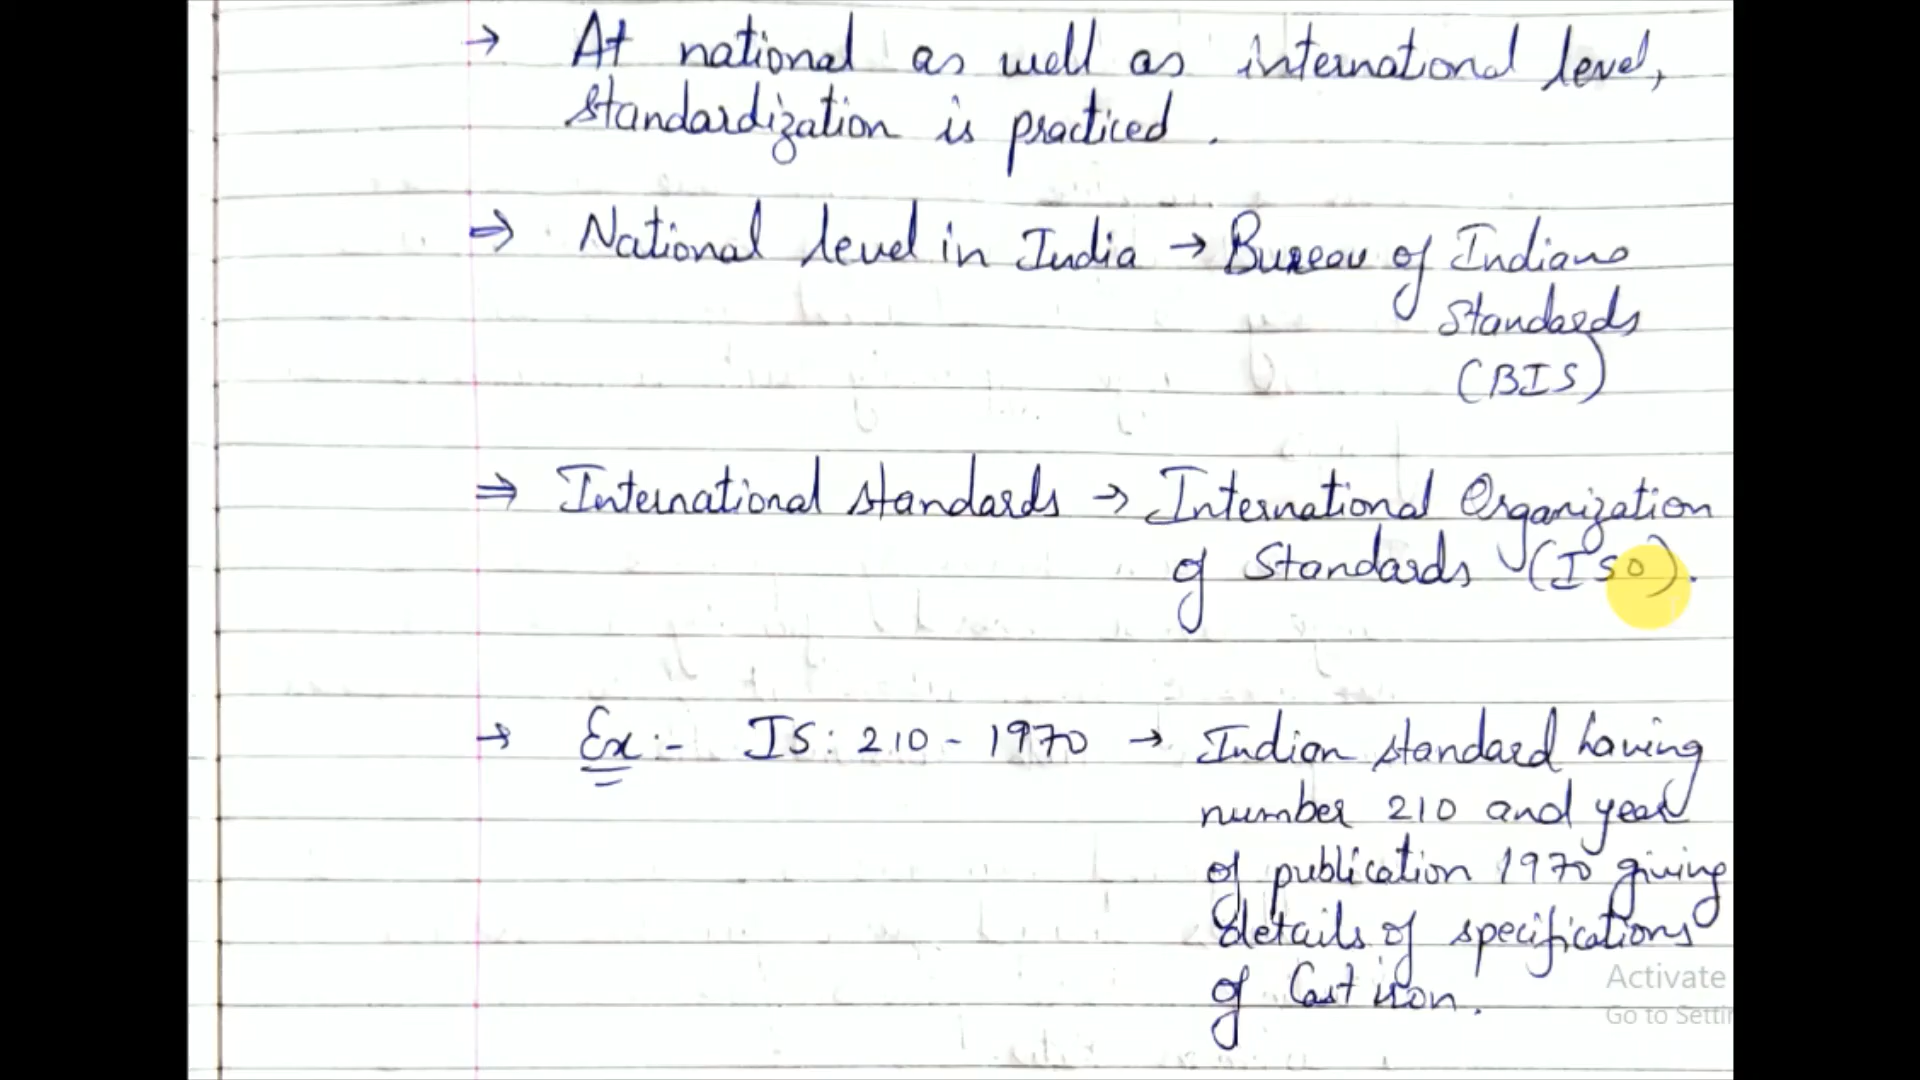 → At national as well as international level,
standardization is practiced.
⇒ National level in India → Bureau of Indians
Standards
(BIS)
⇒ International standards → International Organization
of Standards (ISO).
→ Ex:- IS: 210 - 1970 → Indian standard having
number 210 and year
of publication 1970 giving
details of specifications
of Cast iron.
Activate
Go to Setti